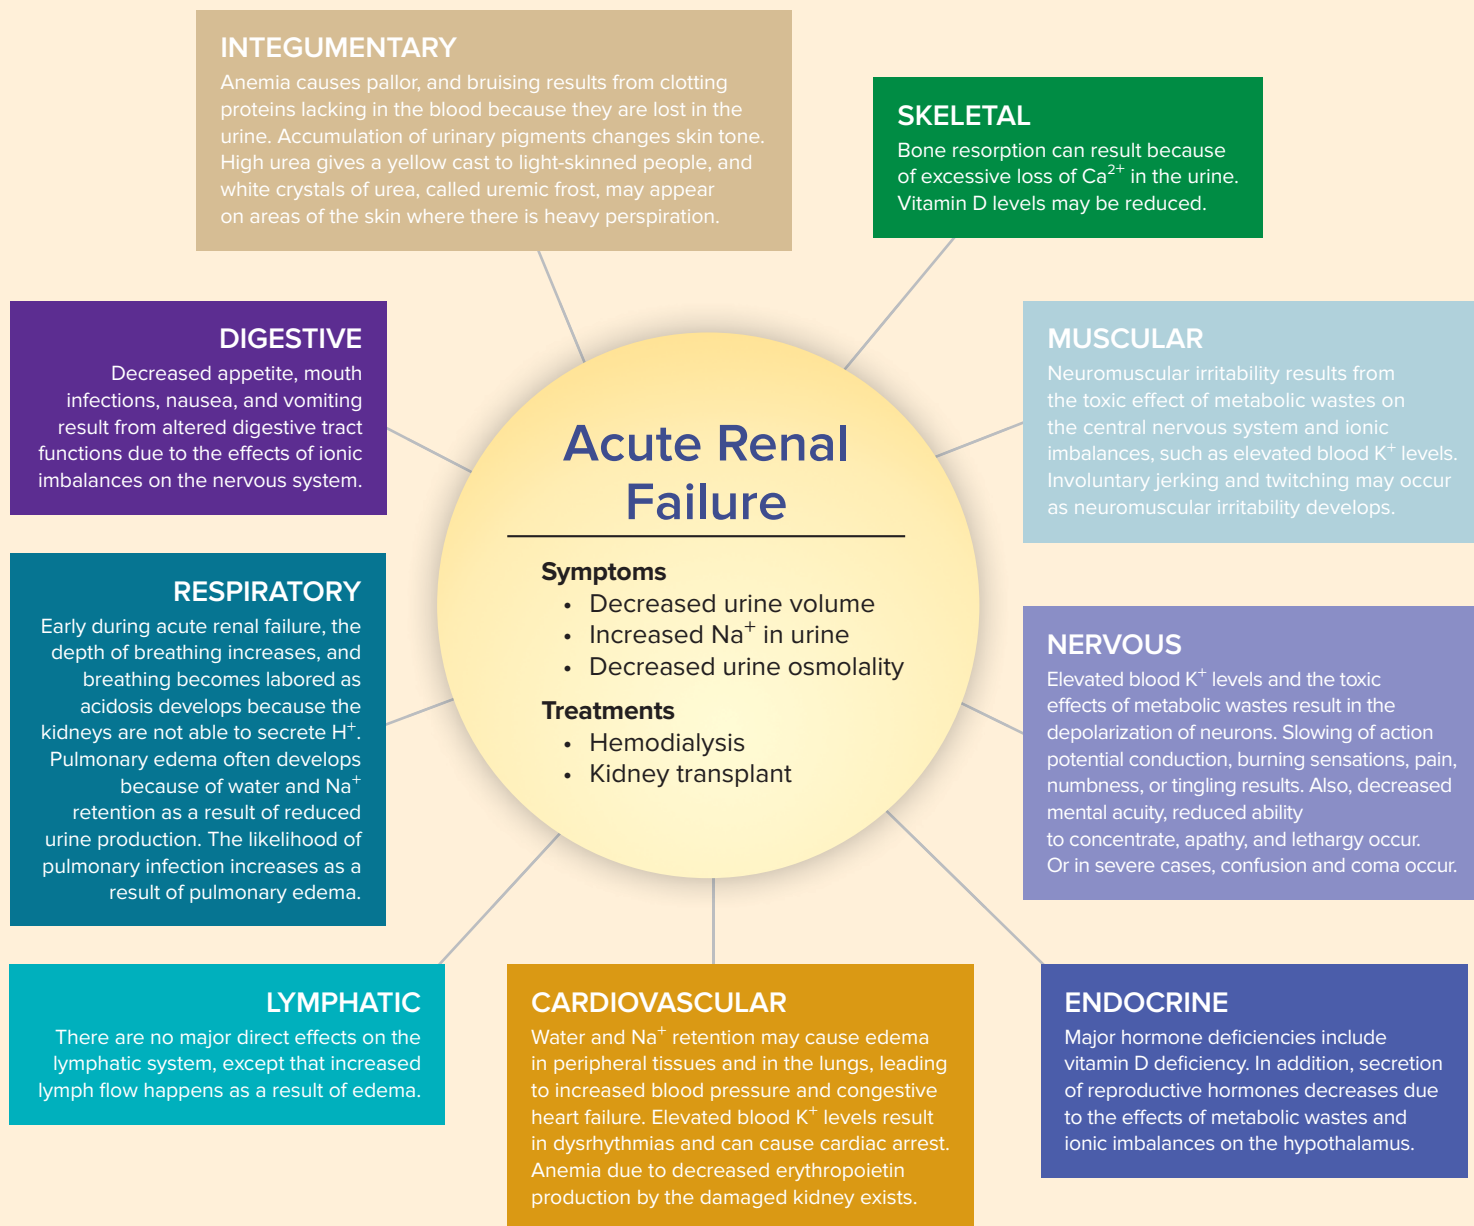 INTEGUMENTARY
Anemia causes pallor, and bruising results from clotting
proteins lacking in the blood because they are lost in the
urine. Accumulation of urinary pigments changes skin tone.
High urea gives a yellow cast to light-skinned people, and
white crystals of urea, called uremic frost, may appear
on areas of the skin where there is heavy perspiration.
SKELETAL
Bone resorption can result because
of excessive loss of Ca²⁺ in the urine.
Vitamin D levels may be reduced.
DIGESTIVE
Decreased appetite, mouth
infections, nausea, and vomiting
result from altered digestive tract
functions due to the effects of ionic
imbalances on the nervous system.
MUSCULAR
Neuromuscular irritability results from
the toxic effect of metabolic wastes on
the central nervous system and ionic
imbalances, such as elevated blood K⁺ levels.
Involuntary jerking and twitching may occur
as neuromuscular irritability develops.
Acute Renal
Failure
Symptoms
• Decreased urine volume
• Increased Na⁺ in urine
• Decreased urine osmolality
Treatments
• Hemodialysis
• Kidney transplant
RESPIRATORY
Early during acute renal failure, the
depth of breathing increases, and
breathing becomes labored as
acidosis develops because the
kidneys are not able to secrete H⁺.
Pulmonary edema often develops
because of water and Na⁺
retention as a result of reduced
urine production. The likelihood of
pulmonary infection increases as a
result of pulmonary edema.
NERVOUS
Elevated blood K⁺ levels and the toxic
effects of metabolic wastes result in the
depolarization of neurons. Slowing of action
potential conduction, burning sensations, pain,
numbness, or tingling results. Also, decreased
mental acuity, reduced ability
to concentrate, apathy, and lethargy occur.
Or in severe cases, confusion and coma occur.
LYMPHATIC
There are no major direct effects on the
lymphatic system, except that increased
lymph flow happens as a result of edema.
CARDIOVASCULAR
Water and Na⁺ retention may cause edema
in peripheral tissues and in the lungs, leading
to increased blood pressure and congestive
heart failure. Elevated blood K⁺ levels result
in dysrhythmias and can cause cardiac arrest.
Anemia due to decreased erythropoietin
production by the damaged kidney exists.
ENDOCRINE
Major hormone deficiencies include
vitamin D deficiency. In addition, secretion
of reproductive hormones decreases due
to the effects of metabolic wastes and
ionic imbalances on the hypothalamus.